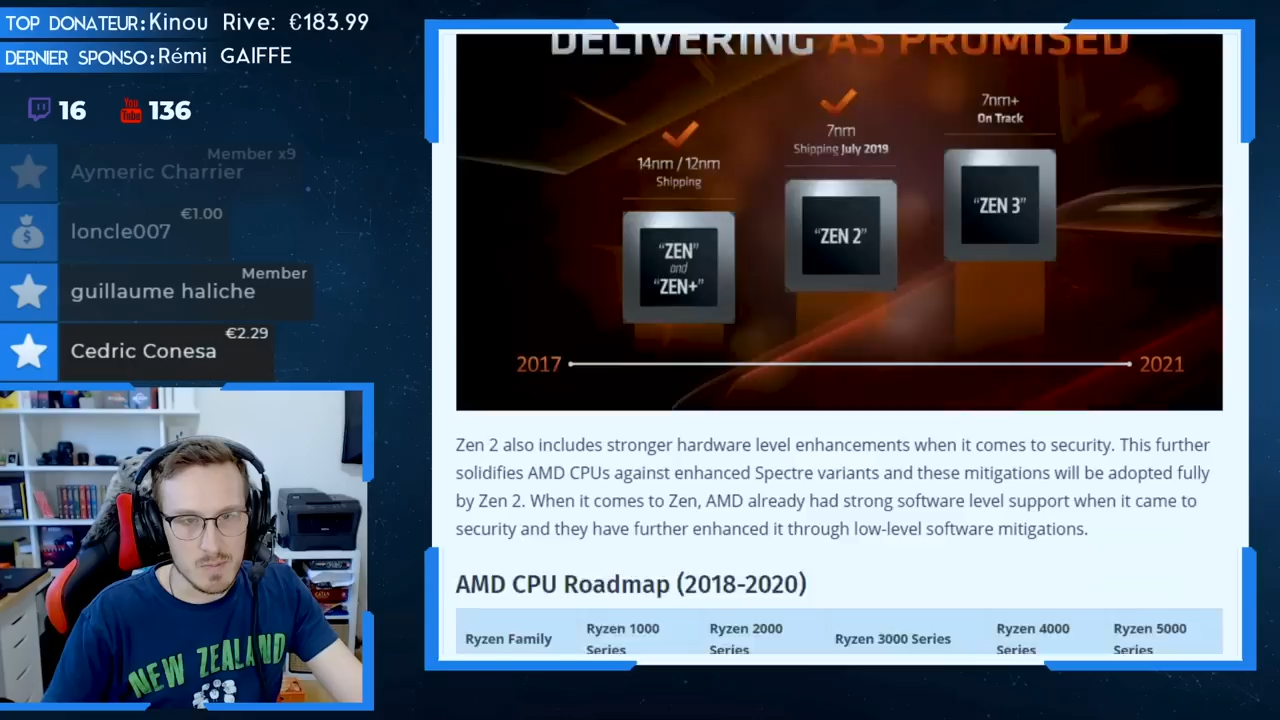 TOP DONATEUR: Kinou Rive: €183.99
DERNIER SPONSO: Rémi GAIFFE
16
You Tube 136
Member x9
Aymeric Charrier
€1.00
loncle007
Member
guillaume haliche
€2.29
Cedric Conesa
NEW ZEALAND
DELIVERING AS PROMISED
14nm / 12nm
Shipping
"ZEN"
and
"ZEN+"
7nm
Shipping July 2019
"ZEN 2"
7nm+
On Track
"ZEN 3"
2017
2021
Zen 2 also includes stronger hardware level enhancements when it comes to security. This further
solidifies AMD CPUs against enhanced Spectre variants and these mitigations will be adopted fully
by Zen 2. When it comes to Zen, AMD already had strong software level support when it came to
security and they have further enhanced it through low-level software mitigations.
AMD CPU Roadmap (2018-2020)
Ryzen Family
Ryzen 1000
Series
Ryzen 2000
Series
Ryzen 3000 Series
Ryzen 4000
Series
Ryzen 5000
Series